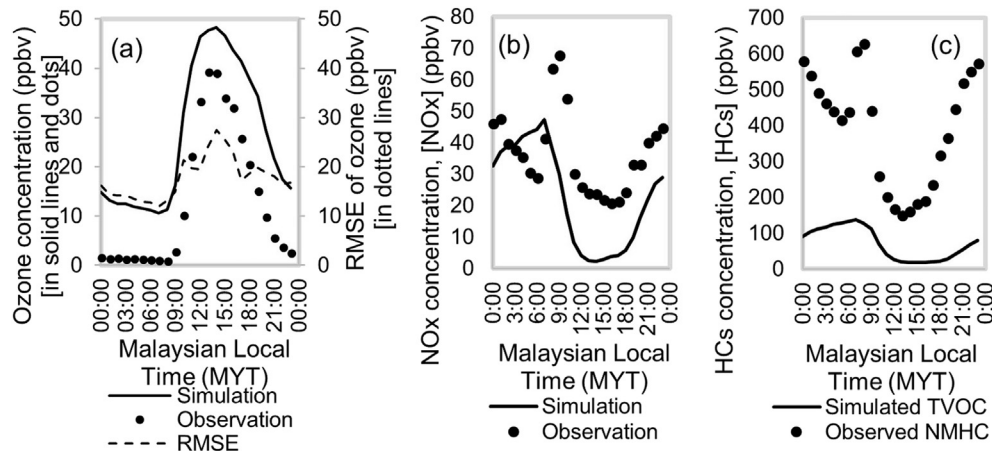 Ozone concentration (ppbv)
[in solid lines and dots]
50
40
30
20
10
0
(a)
50
40
30
20
10
0
RMSE of ozone (ppbv)
[in dotted lines]
00:00
03:00
06:00
09:00
12:00
15:00
18:00
21:00
00:00
Malaysian Local
Time (MYT)
Simulation
Observation
RMSE
NOx concentration, [NOx] (ppbv)
80
70
60
50
40
30
20
10
0
(b)
0:00
3:00
6:00
9:00
12:00
15:00
18:00
21:00
0:00
Malaysian Local
Time (MYT)
Simulation
Observation
HCs concentration, [HCs] (ppbv)
700
600
500
400
300
200
100
0
(c)
0:00
3:00
6:00
9:00
12:00
15:00
18:00
21:00
0:00
Malaysian Local
Time (MYT)
Simulated TVOC
Observed NMHC